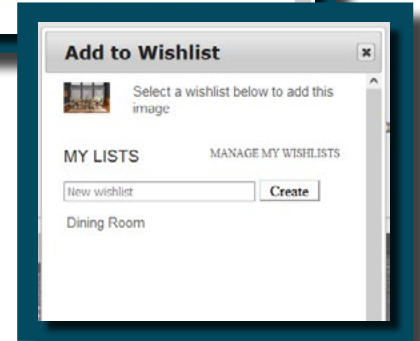 Add to Wishlist
Select a wishlist below to add this
image
MY LISTS MANAGE MY WISHLISTS
New wishlist Create
Dining Room